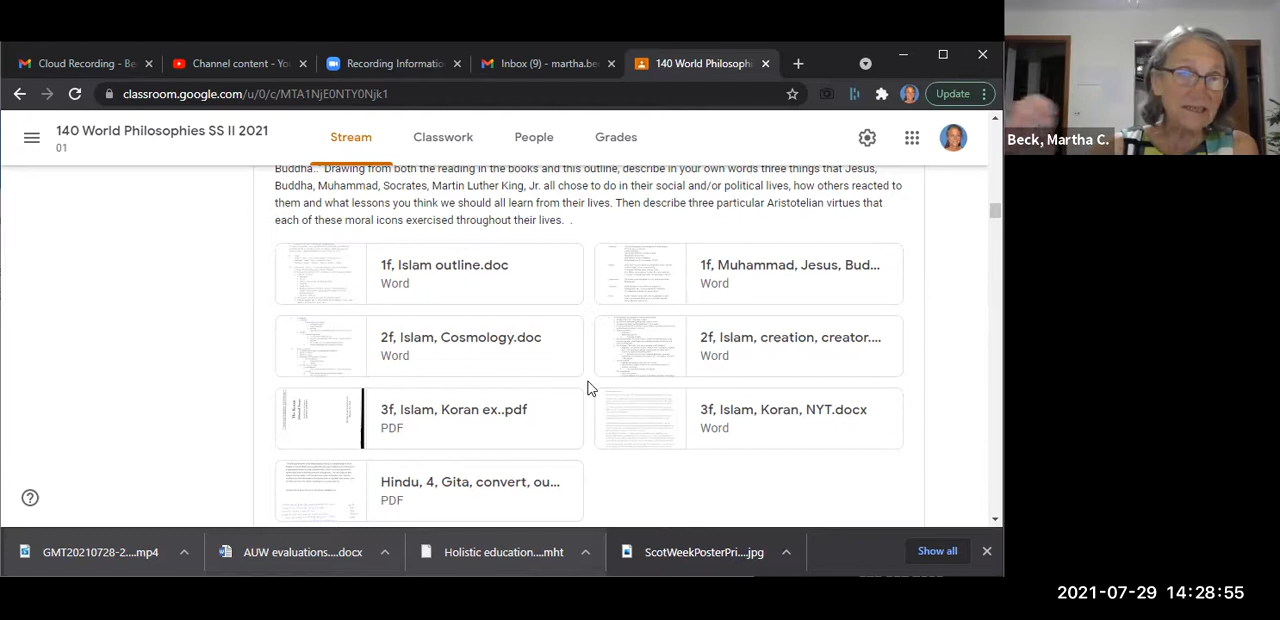 Cloud Recording - Be
Channel content - Yo
Recording Informatio
Inbox (9) - martha.be
140 World Philosophi
classroom.google.com/u/0/c/MTA1NjE0NTY0Njk1
Update
140 World Philosophies SS II 2021
01
Stream
Classwork
People
Grades
Beck, Martha C.
Buddha.." Drawing from both the reading in the books and this outline, describe in your own words three things that Jesus,
Buddha, Muhammad, Socrates, Martin Luther King, Jr. all chose to do in their social and/or political lives, how others reacted to
them and what lessons you think we should all learn from their lives. Then describe three particular Aristotelian virtues that
each of these moral icons exercised throughout their lives. .
Islam outline.doc
1f, Muhammad, Jesus, Bud...
Word
2f, Islam, Cosmology.doc
Word
2f, Islam, creation, creator....
Word
3f, Islam, Koran ex..pdf
PDF
3f, Islam, Koran, NYT.docx
Word
Hindu, 4, Gita convert, ou...
PDF
GMT20210728-2....mp4
AUW evaluations....docx
Holistic education....mht
ScotWeekPosterPri....jpg
Show all
2021-07-29 14:28:55